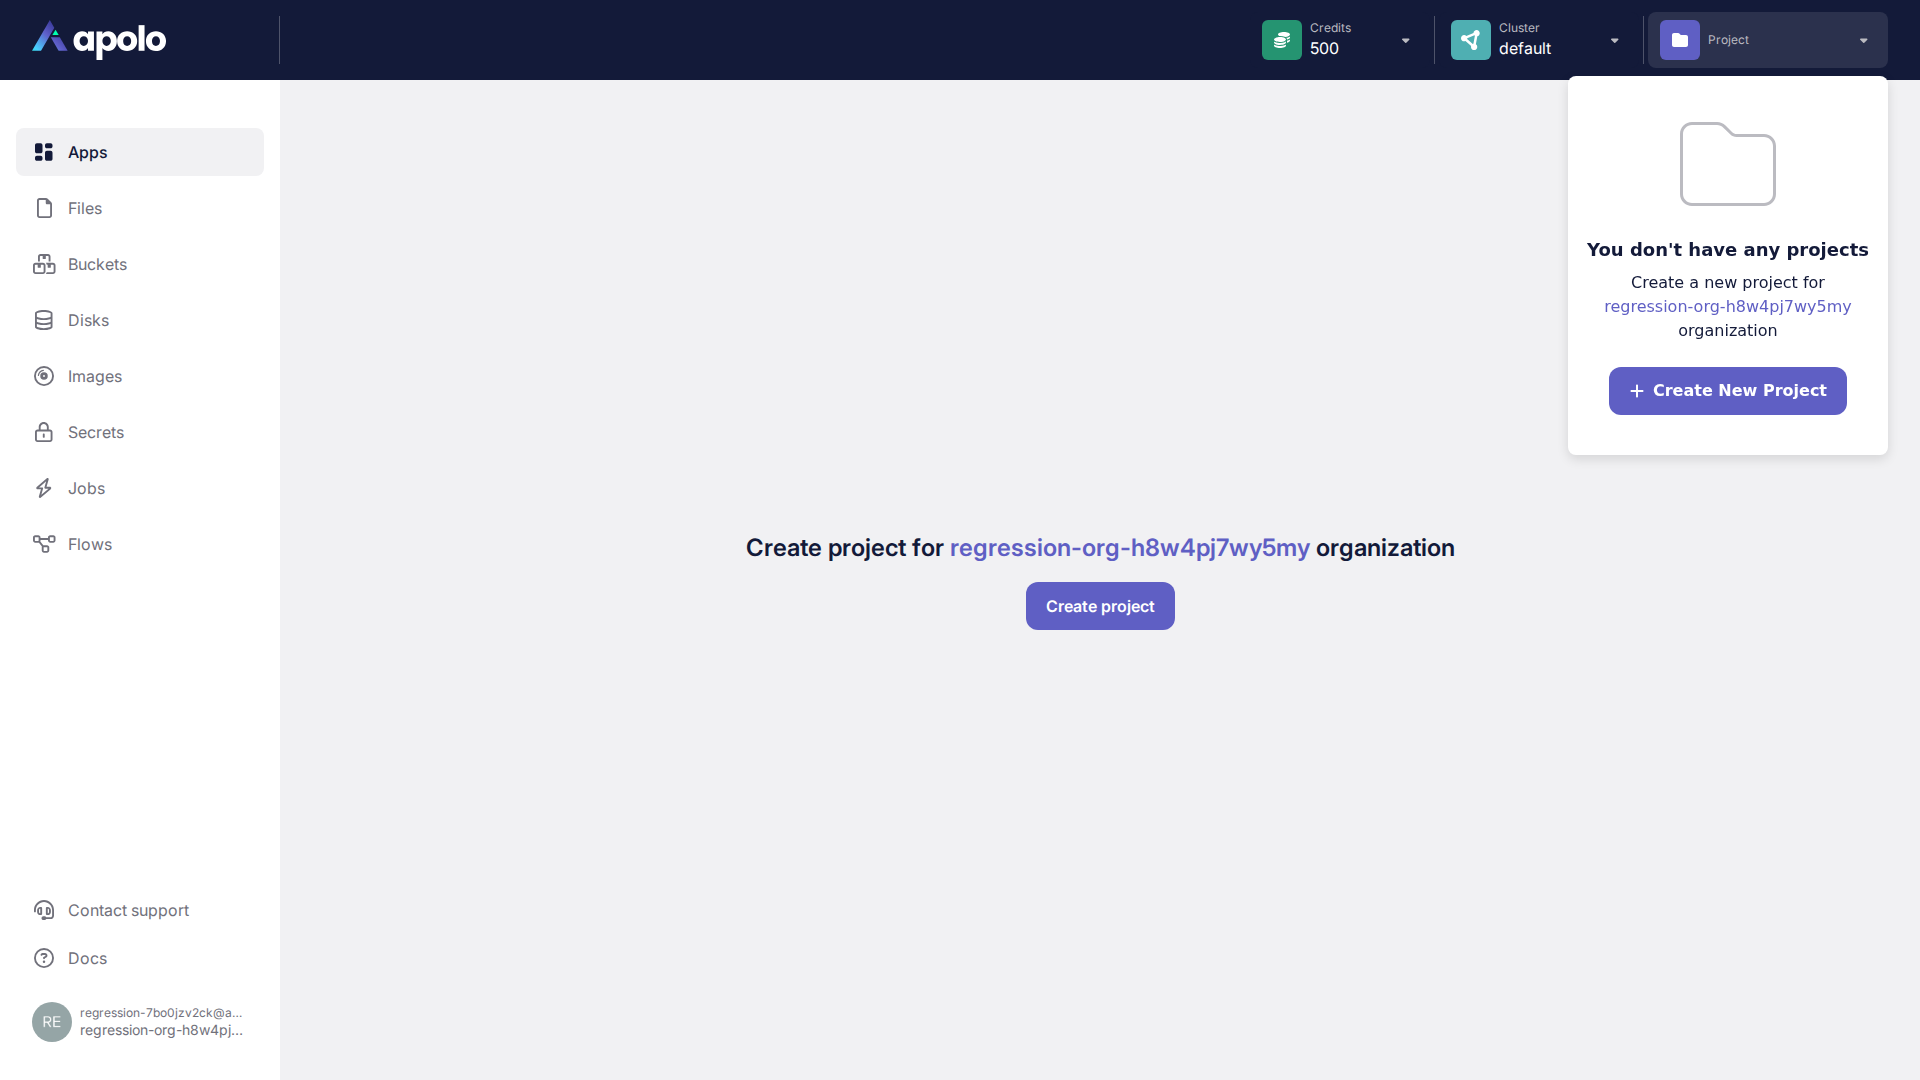 apolo
Credits
500
Cluster
default
Project
Apps
Files
Buckets
Disks
Images
Secrets
Jobs
Flows
You don't have any projects
Create a new project for
regression-org-h8w4pj7wy5my
organization
Create New Project
Create project for regression-org-h8w4pj7wy5my organization
Create project
Contact support
Docs
RE
regression-7bo0jzv2ck@a...
regression-org-h8w4pj...